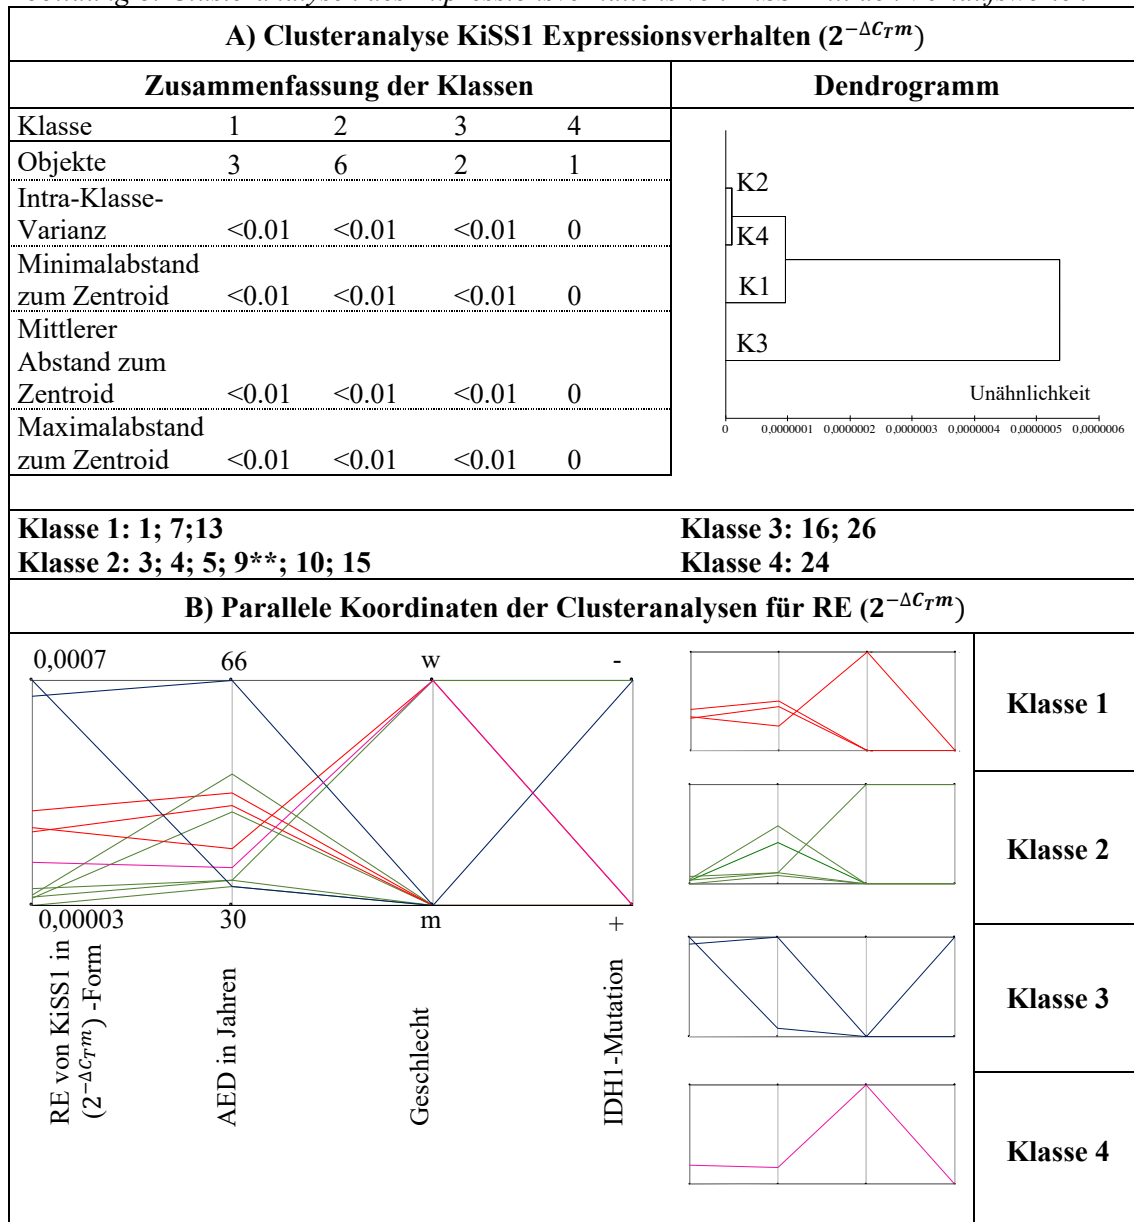 A) Clusteranalyse KiSS1 Expressionsverhalten (2^{-ΔC_T m})
Zusammenfassung der Klassen
Dendrogramm
Klasse 1 2 3 4
Objekte 3 6 2 1
Intra-Klasse-
Varianz <0.01 <0.01 <0.01 0
Minimalabstand
zum Zentroid <0.01 <0.01 <0.01 0
Mittlerer
Abstand zum
Zentroid <0.01 <0.01 <0.01 0
Maximalabstand
zum Zentroid <0.01 <0.01 <0.01 0
K2
K4
K1
K3
Unähnlichkeit
0 0,0000001 0,0000002 0,0000003 0,0000004 0,0000005 0,0000006
Klasse 1: 1; 7;13
Klasse 2: 3; 4; 5; 9**; 10; 15
Klasse 3: 16; 26
Klasse 4: 24
B) Parallele Koordinaten der Clusteranalysen für RE (2^{-ΔC_T m})
0,0007 66 w -
0,00003 30 m +
RE von KiSS1 in
(2^{-ΔC_T m}) -Form
AED in Jahren
Geschlecht
IDH1-Mutation
Klasse 1
Klasse 2
Klasse 3
Klasse 4